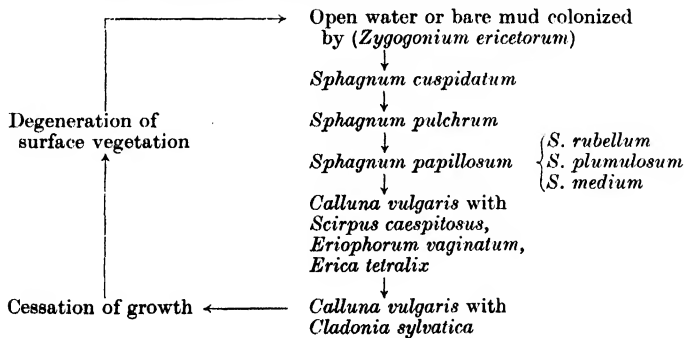 Open water or bare mud colonized
by (Zygogonium ericetorum)
Sphagnum cuspidatum
Degeneration of
surface vegetation
Sphagnum pulchrum
Sphagnum papillosum
S. rubellum
S. plumulosum
S. medium
Calluna vulgaris with
Scirpus caespitosus,
Eriophorum vaginatum,
Erica tetralix
Cessation of growth
Calluna vulgaris with
Cladonia sylvatica